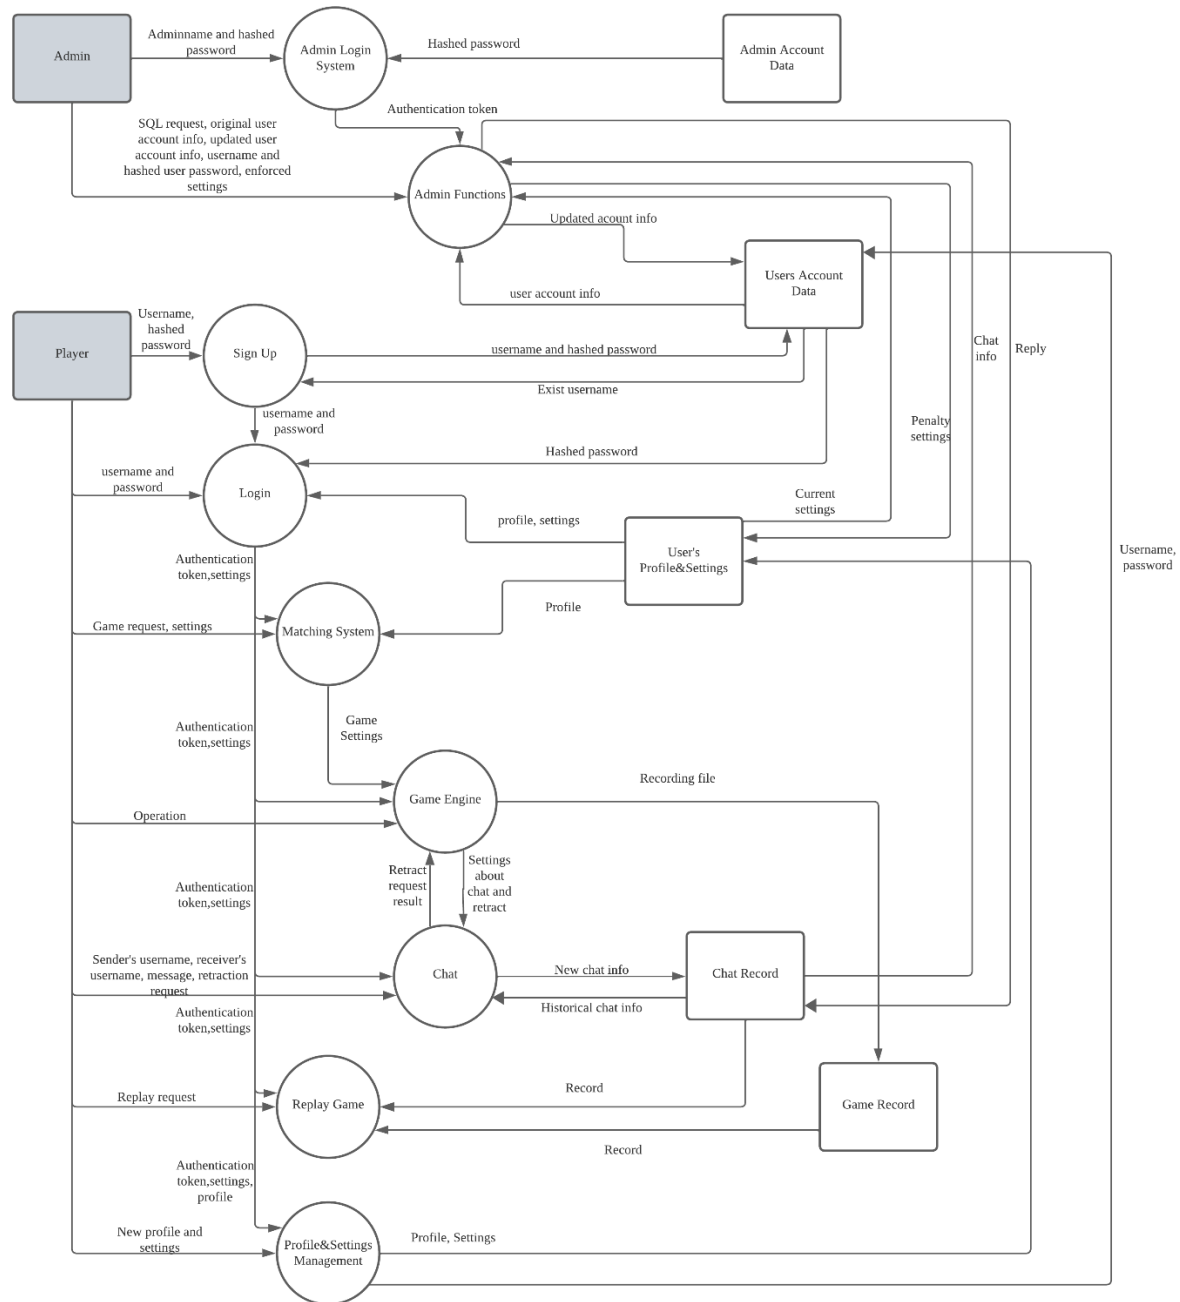 Adminname and hashed
password
Admin
Admin Login
System
Hashed password
Admin Account
Data
Authentication token
SQL request, original user
account info, updated user
account info, username and
hashed user password, enforced
settings
Admin Functions
Updated acount info
Users Account
Data
user account info
Username,
hashed
password
Player
Sign Up
username and hashed password
Exist username
Chat
info
Reply
username and
password
Penalty
settings
Hashed password
username and
password
Login
Current
settings
profile, settings
User's
Profile&Settings
Username,
password
Authentication
token,settings
Profile
Game request, settings
Matching System
Authentication
token,settings
Game
Settings
Game Engine
Recording file
Operation
Retract
request
result
Settings
about
chat and
retract
Authentication
token,settings
Sender's username, receiver's
username, message, retraction
request
Chat
New chat info
Chat Record
Historical chat info
Authentication
token,settings
Replay request
Replay Game
Record
Game Record
Record
Authentication
token,settings,
profile
New profile and
settings
Profile&Settings
Management
Profile, Settings